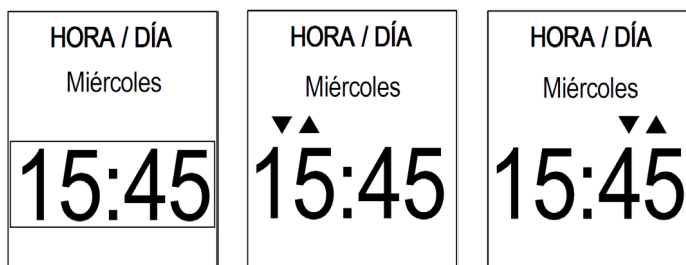 HORA / DÍA
Miércoles
15:45
HORA / DÍA
Miércoles
▼▲
15:45
HORA / DÍA
Miércoles
▼▲
15:45